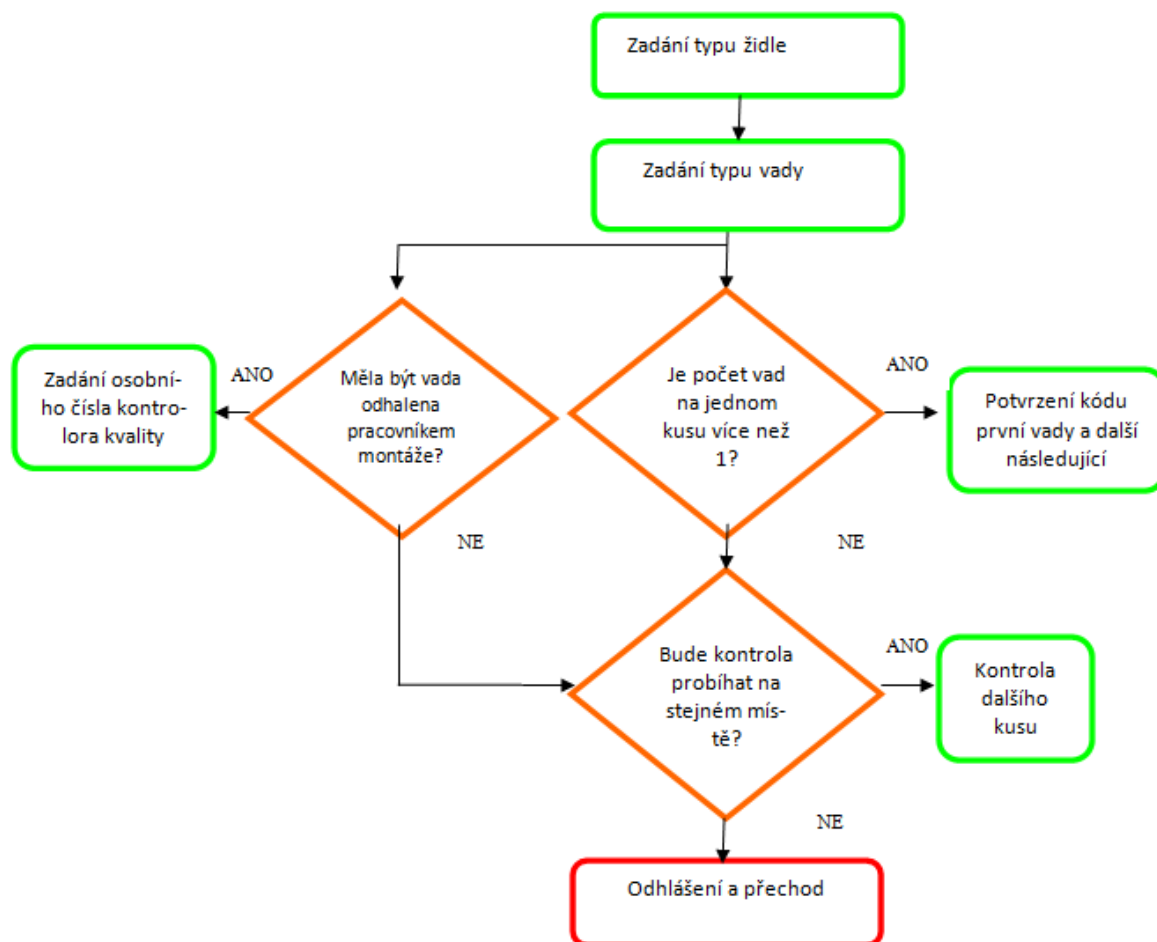 Zadání typu židle
Zadání typu vady
ANO
Zadání osobní-
ho čísla kontro-
lora kvality
Měla být vada
odhalena
pracovníkem
montáže?
Je počet vad
na jednom
kusu více než
1?
ANO
Potvrzení kódu
první vady a další
následující
NE
NE
Bude kontrola
probíhat na
stejném mís-
tě?
ANO
Kontrola
dalšího
kusu
NE
Odhlášení a přechod